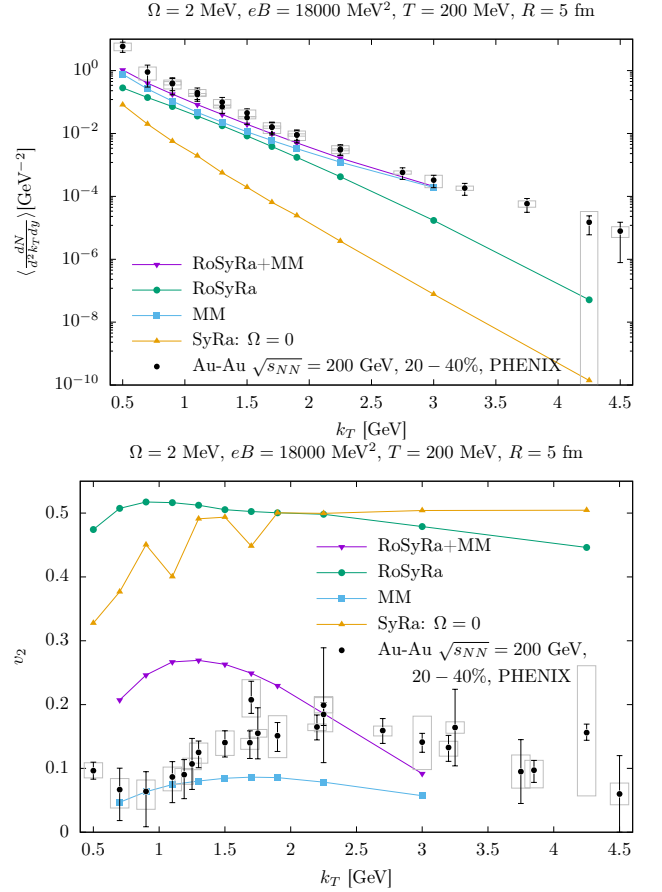 Ω = 2 MeV, eB = 18000 MeV², T = 200 MeV, R = 5 fm
⟨dN/d²k_T dy⟩[GeV⁻²]
10⁰
10⁻²
10⁻⁴
10⁻⁶
10⁻⁸
10⁻¹⁰
RoSyRa+MM
RoSyRa
MM
SyRa: Ω = 0
Au-Au √s_NN = 200 GeV, 20 − 40%, PHENIX
0.5 1 1.5 2 2.5 3 3.5 4 4.5
k_T [GeV]
Ω = 2 MeV, eB = 18000 MeV², T = 200 MeV, R = 5 fm
v₂
0.5
0.4
0.3
0.2
0.1
0
RoSyRa+MM
RoSyRa
MM
SyRa: Ω = 0
Au-Au √s_NN = 200 GeV,
20 − 40%, PHENIX
0.5 1 1.5 2 2.5 3 3.5 4 4.5
k_T [GeV]